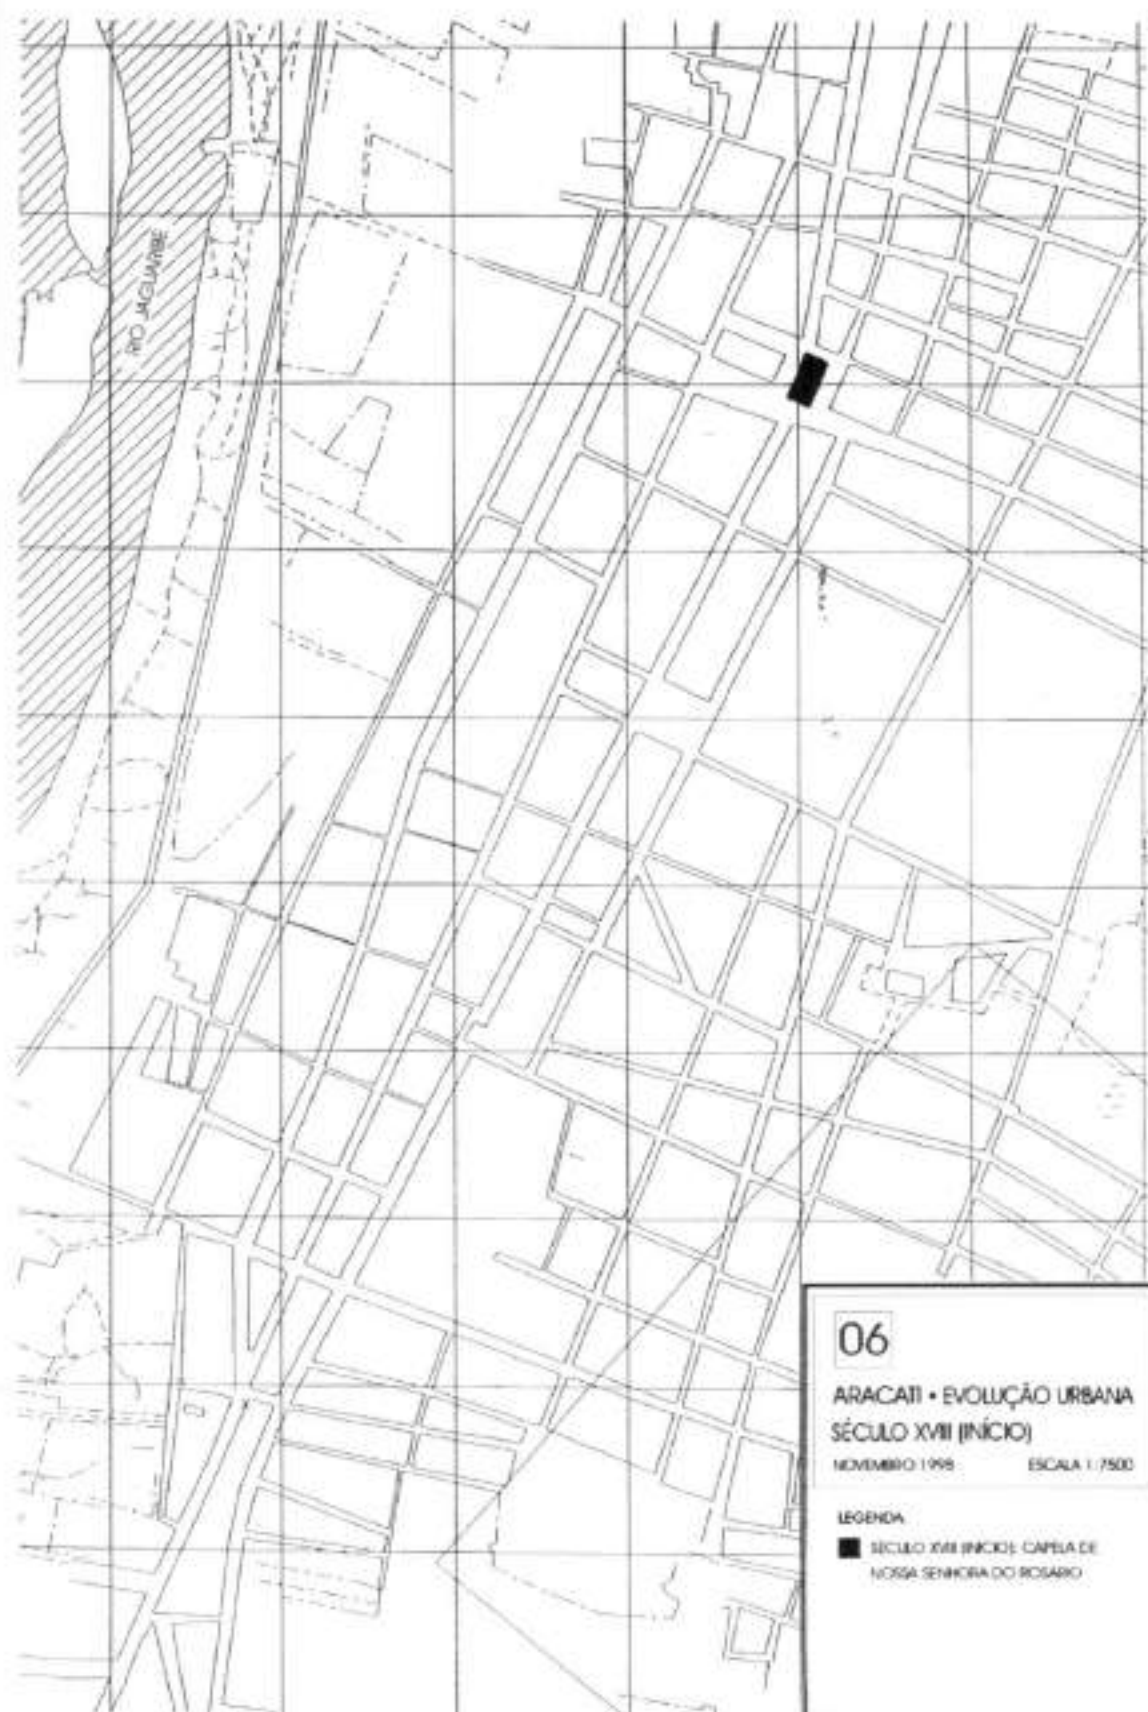 RIO JAGUARIBE
06
ARACATI • EVOLUÇÃO URBANA
SÉCULO XVIII (INÍCIO)
NOVEMBRO 1998 ESCALA 1:7500
LEGENDA
SÉCULO XVIII (INÍCIO): CAPELA DE
NOSSA SENHORA DO ROSÁRIO